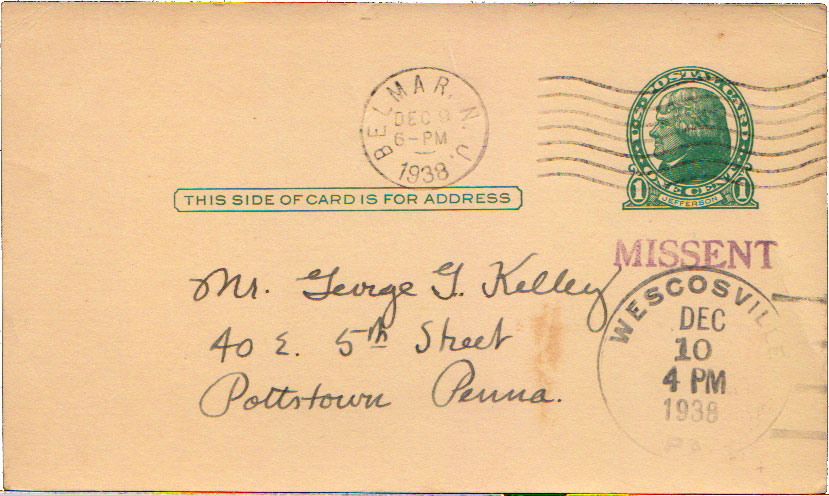 BELMAR, N.J.
DEC 9
6-PM
1938
U.S. POSTAL CARD
ONE CENT
1 1
JEFFERSON
THIS SIDE OF CARD IS FOR ADDRESS
MISSENT
Mr. George G. Kelley
40 E. 5th Street
Pottstown Penna.
WESCOSVILLE
DEC
10
4 PM
1938
PA